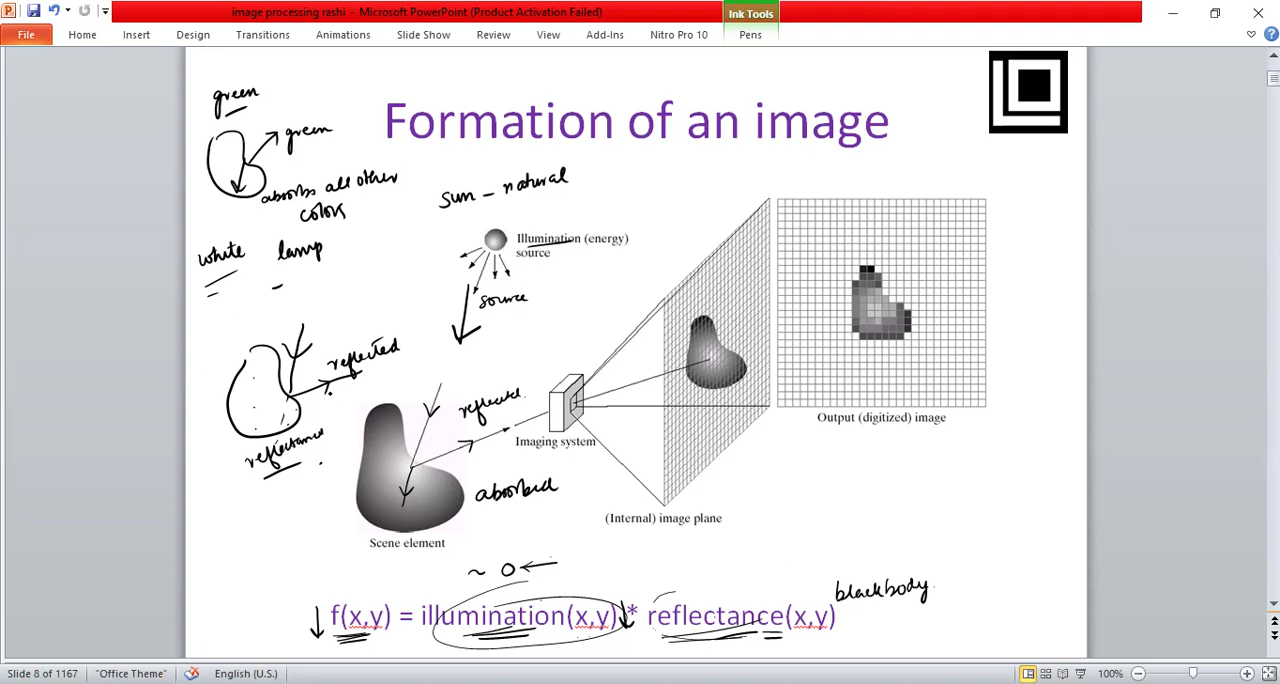 image processing rashi - Microsoft PowerPoint (Product Activation Failed)
Ink Tools
File Home Insert Design Transitions Animations Slide Show Review View Add-Ins Nitro Pro 10 Pens
green
green
absorbs all other
colors
white lamp
Formation of an image
sun - natural
Illumination (energy)
source
source
reflected
reflectance
reflected
absorbed
Scene element
Imaging system
(Internal) image plane
Output (digitized) image
~ 0
blackbody
f(x,y) = illumination(x,y) * reflectance(x,y)
Slide 8 of 1167 "Office Theme" English (U.S.) 100%